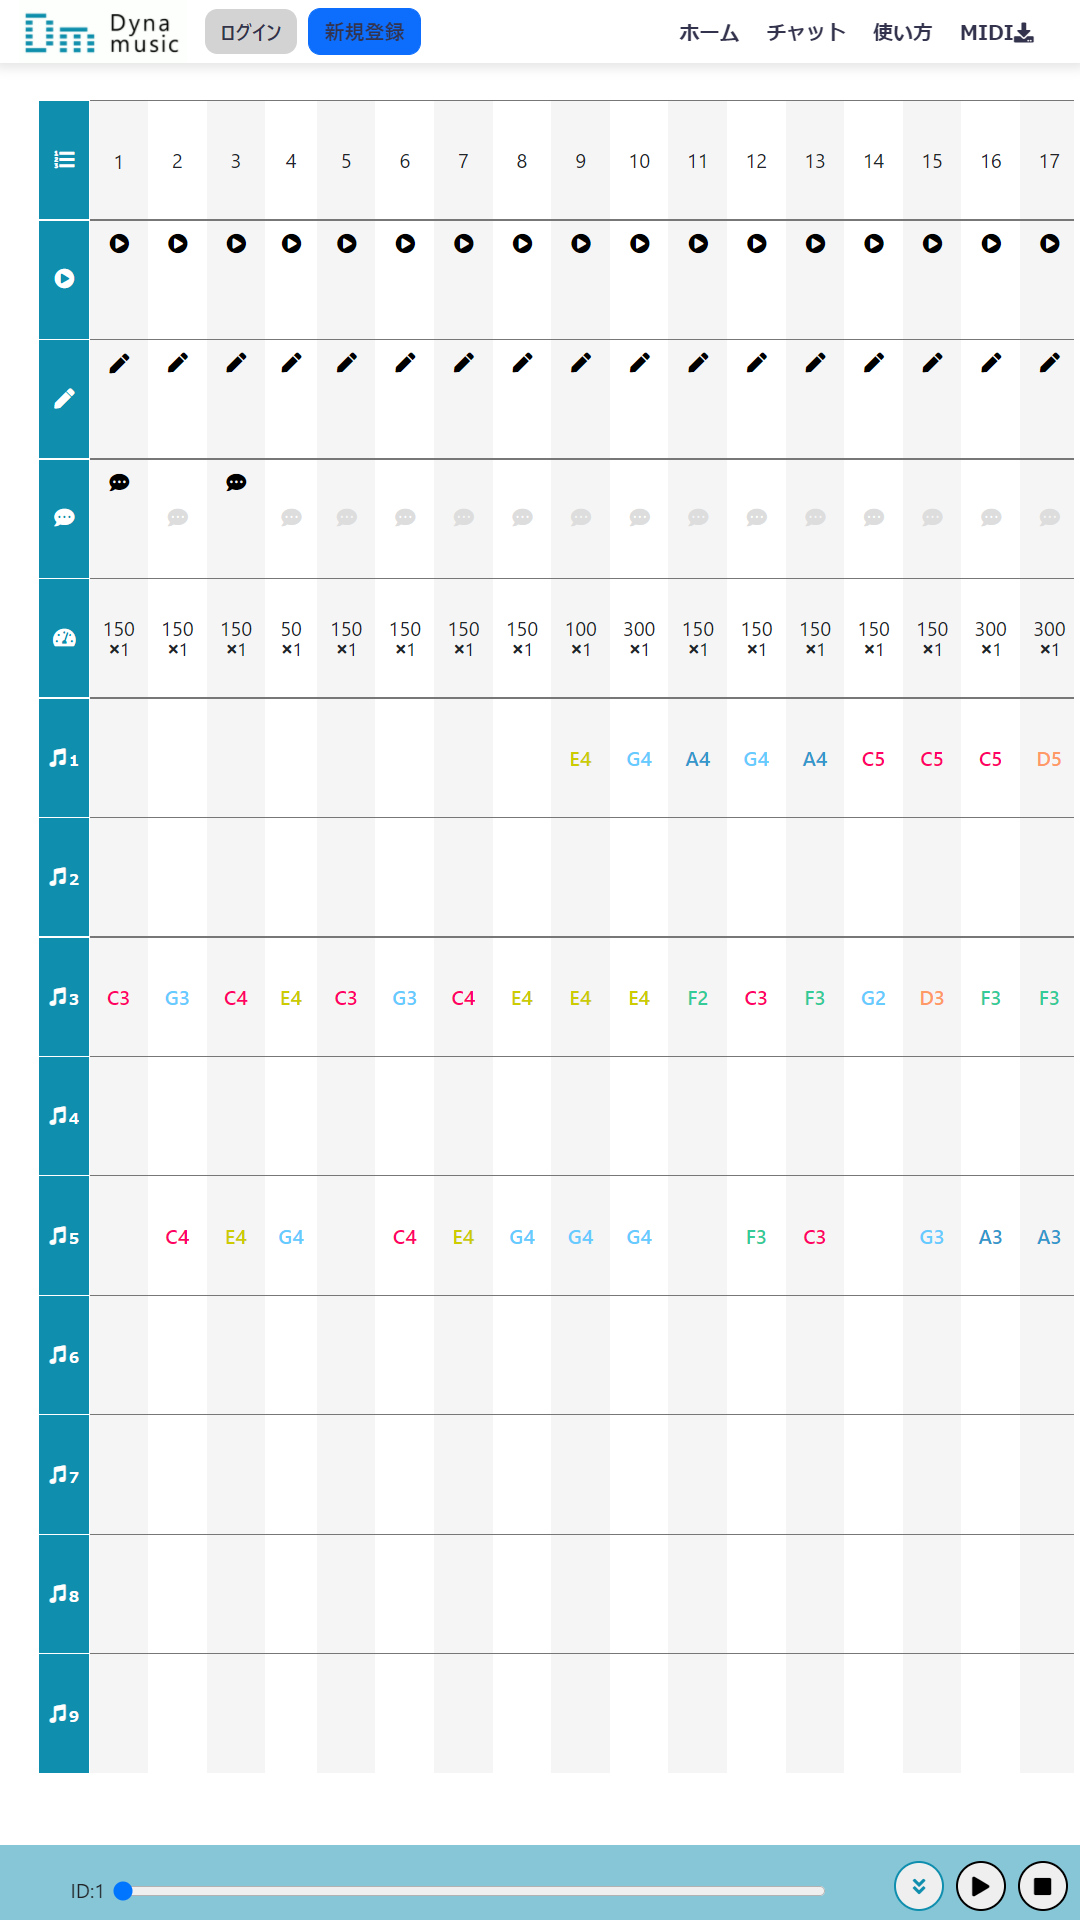 Dm Dyna music ログイン 新規登録 ホーム チャット 使い方 MIDI
1 2 3 4 5 6 7 8 9 10 11 12 13 14 15 16 17
150 150 150 50 150 150 150 150 100 300 150 150 150 150 150 300 300
×1 ×1 ×1 ×1 ×1 ×1 ×1 ×1 ×1 ×1 ×1 ×1 ×1 ×1 ×1 ×1 ×1
1 E4 G4 A4 G4 A4 C5 C5 C5 D5
2
3 C3 G3 C4 E4 C3 G3 C4 E4 E4 E4 F2 C3 F3 G2 D3 F3 F3
4
5 C4 E4 G4 C4 E4 G4 G4 G4 F3 C3 G3 A3 A3
6
7
8
9
ID:1